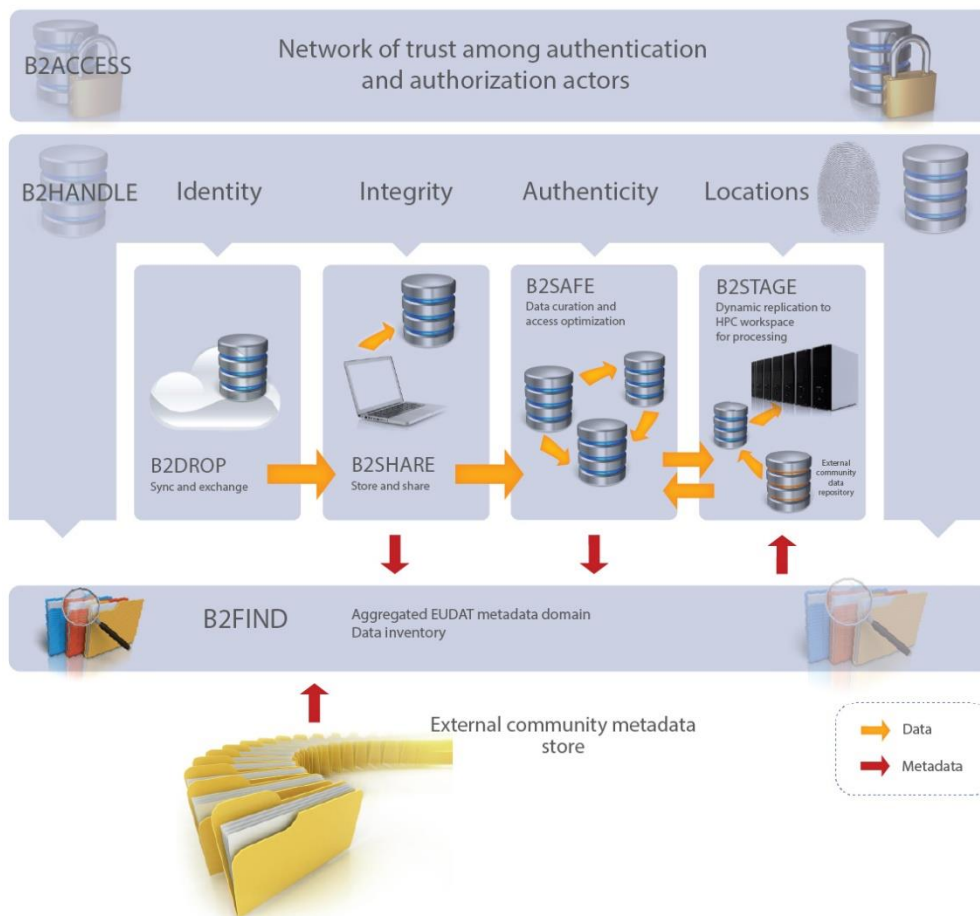 B2ACCESS
Network of trust among authentication
and authorization actors
B2HANDLE
Identity
Integrity
Authenticity
Locations
B2DROP
Sync and exchange
B2SHARE
Store and share
B2SAFE
Data curation and
access optimization
B2STAGE
Dynamic replication to
HPC workspace
for processing
External
community
data
repository
B2FIND
Aggregated EUDAT metadata domain
Data inventory
External community metadata
store
Data
Metadata